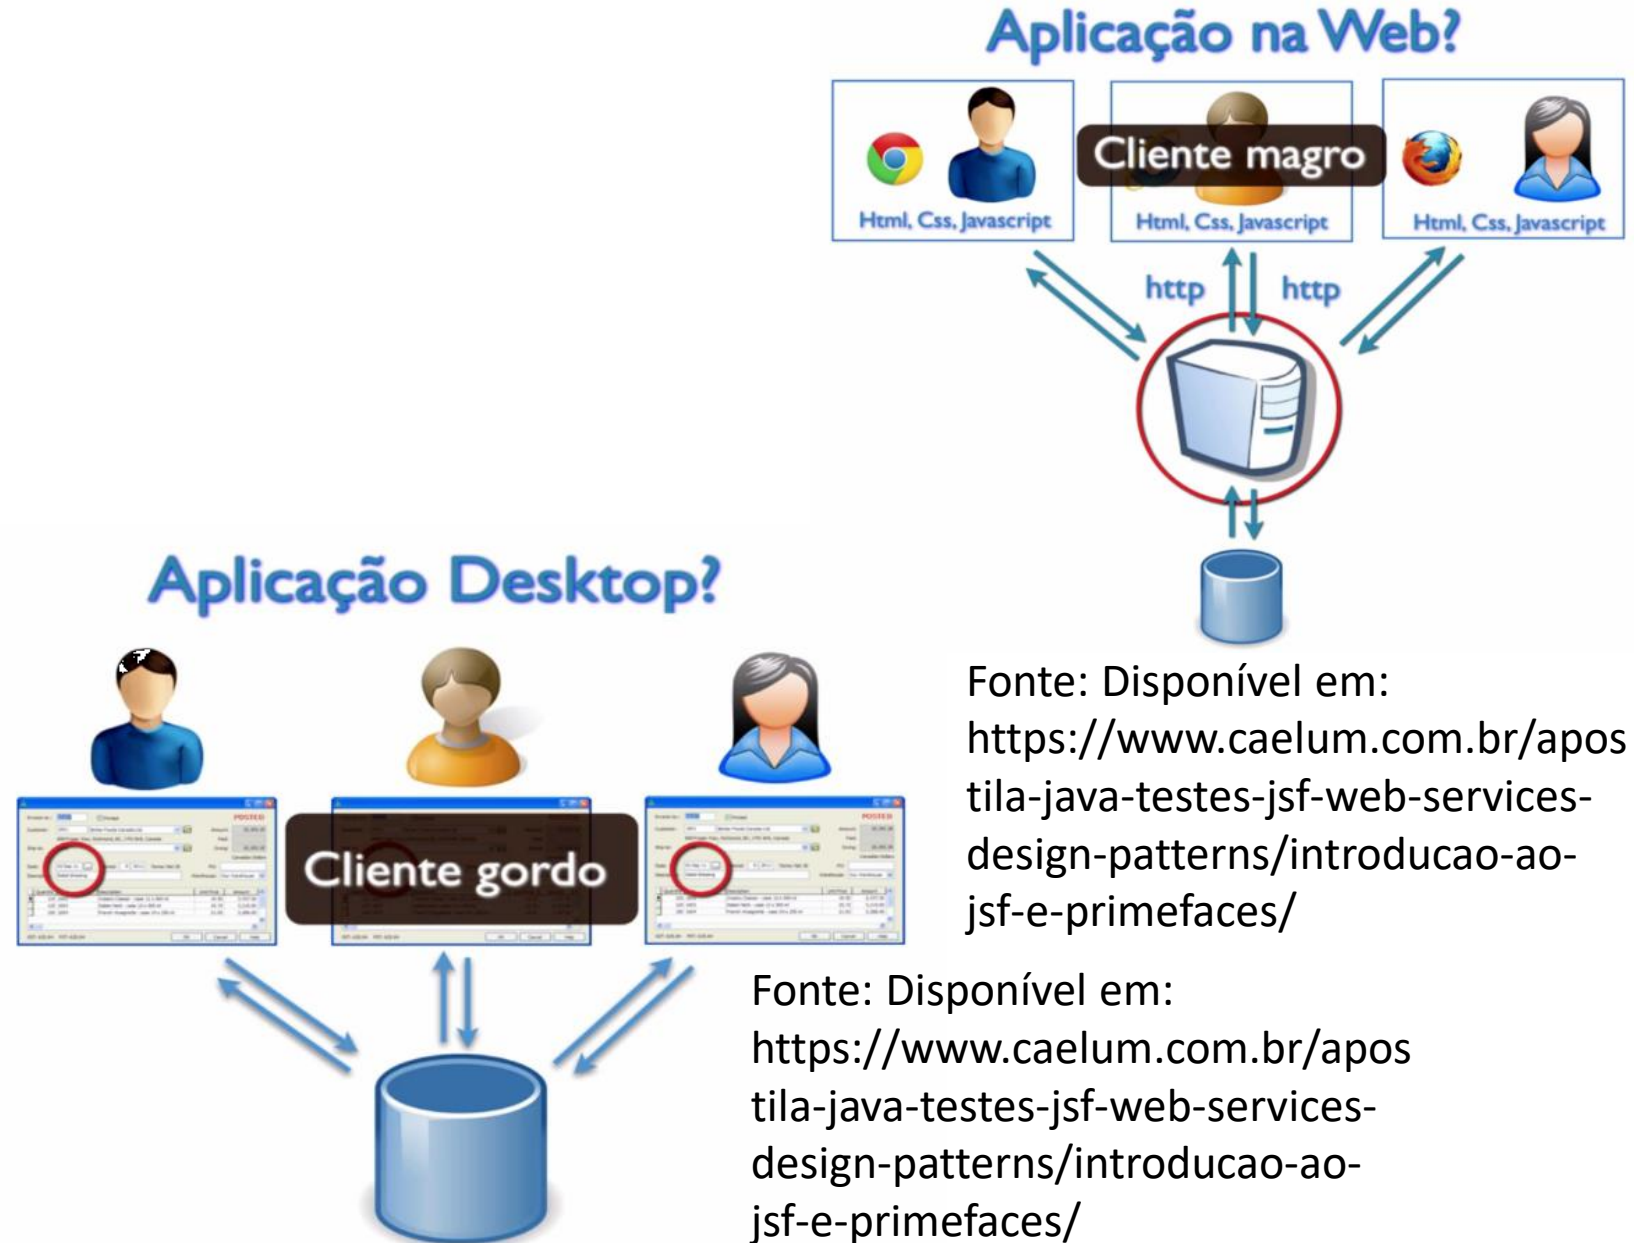 Aplicação na Web?
Cliente magro
Html, Css, Javascript
Html, Css, Javascript
Html, Css, Javascript
http
http
Aplicação Desktop?
POSTED
POSTED
Cliente gordo
Fonte: Disponível em:
https://www.caelum.com.br/apos
tila-java-testes-jsf-web-services-
design-patterns/introducao-ao-
jsf-e-primefaces/
Fonte: Disponível em:
https://www.caelum.com.br/apos
tila-java-testes-jsf-web-services-
design-patterns/introducao-ao-
jsf-e-primefaces/